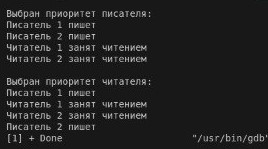 Выбран приоритет писателя:
Писатель 1 пишет
Писатель 2 пишет
Читатель 1 занят чтением
Читатель 2 занят чтением

Выбран приоритет читателя:
Писатель 1 пишет
Читатель 1 занят чтением
Читатель 2 занят чтением
Писатель 2 пишет
[1] + Done "/usr/bin/gdb"